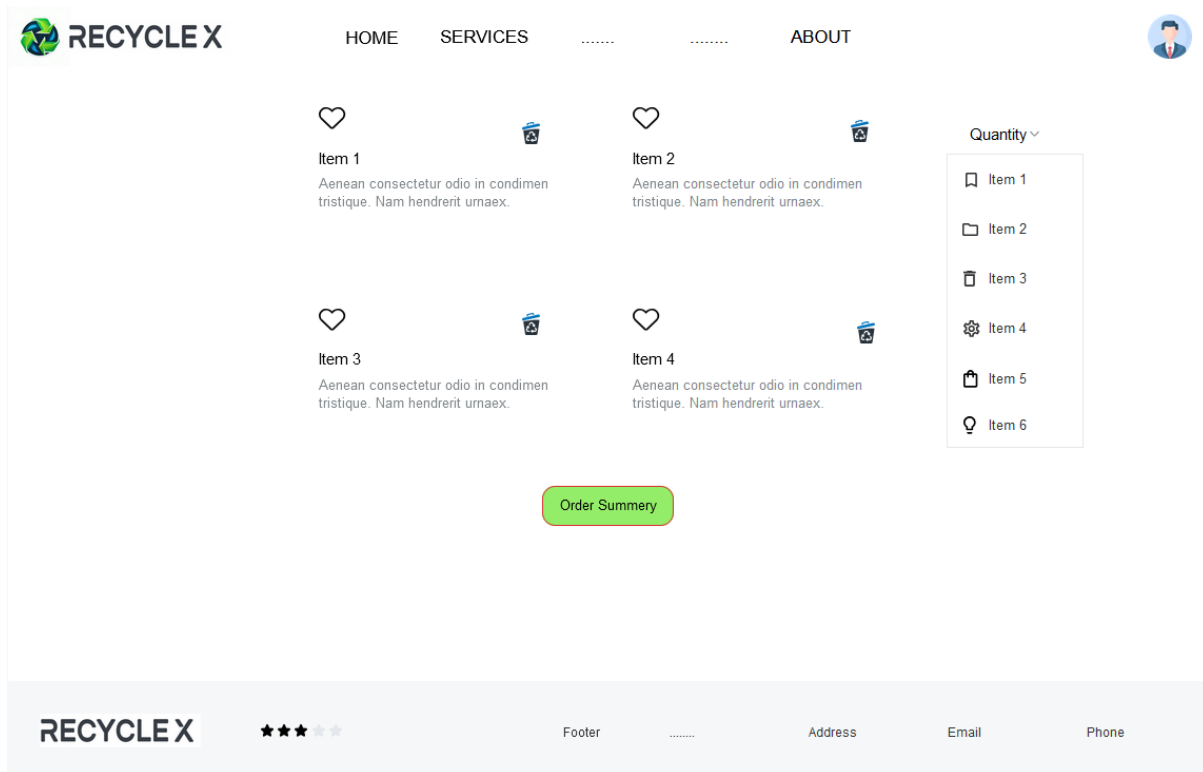 RECYCLE X
HOME SERVICES ....... ........ ABOUT
Item 1
Aenean consectetur odio in condimen
tristique. Nam hendrerit urnaex.
Item 2
Aenean consectetur odio in condimen
tristique. Nam hendrerit urnaex.
Item 3
Aenean consectetur odio in condimen
tristique. Nam hendrerit urnaex.
Item 4
Aenean consectetur odio in condimen
tristique. Nam hendrerit urnaex.
Quantity
Item 1
Item 2
Item 3
Item 4
Item 5
Item 6
Order Summery
RECYCLE X
Footer ........ Address Email Phone